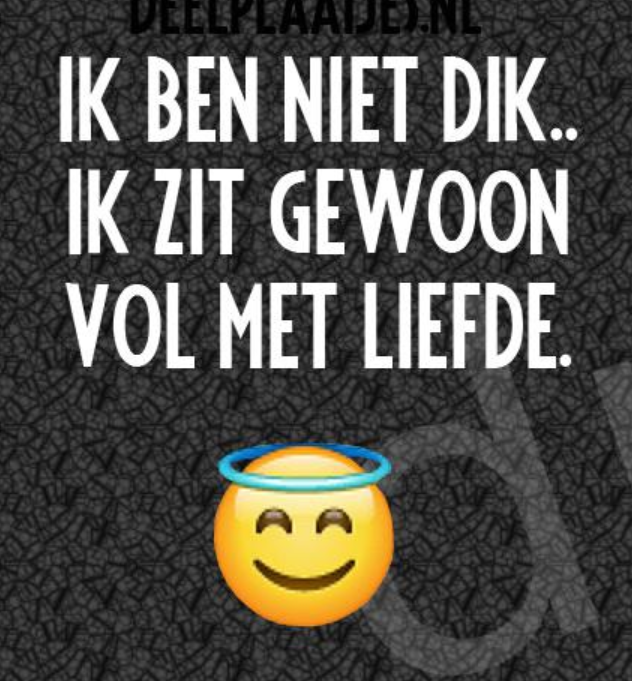 DEELPLAATJES.NL
IK BEN NIET DIK..
IK ZIT GEWOON
VOL MET LIEFDE.